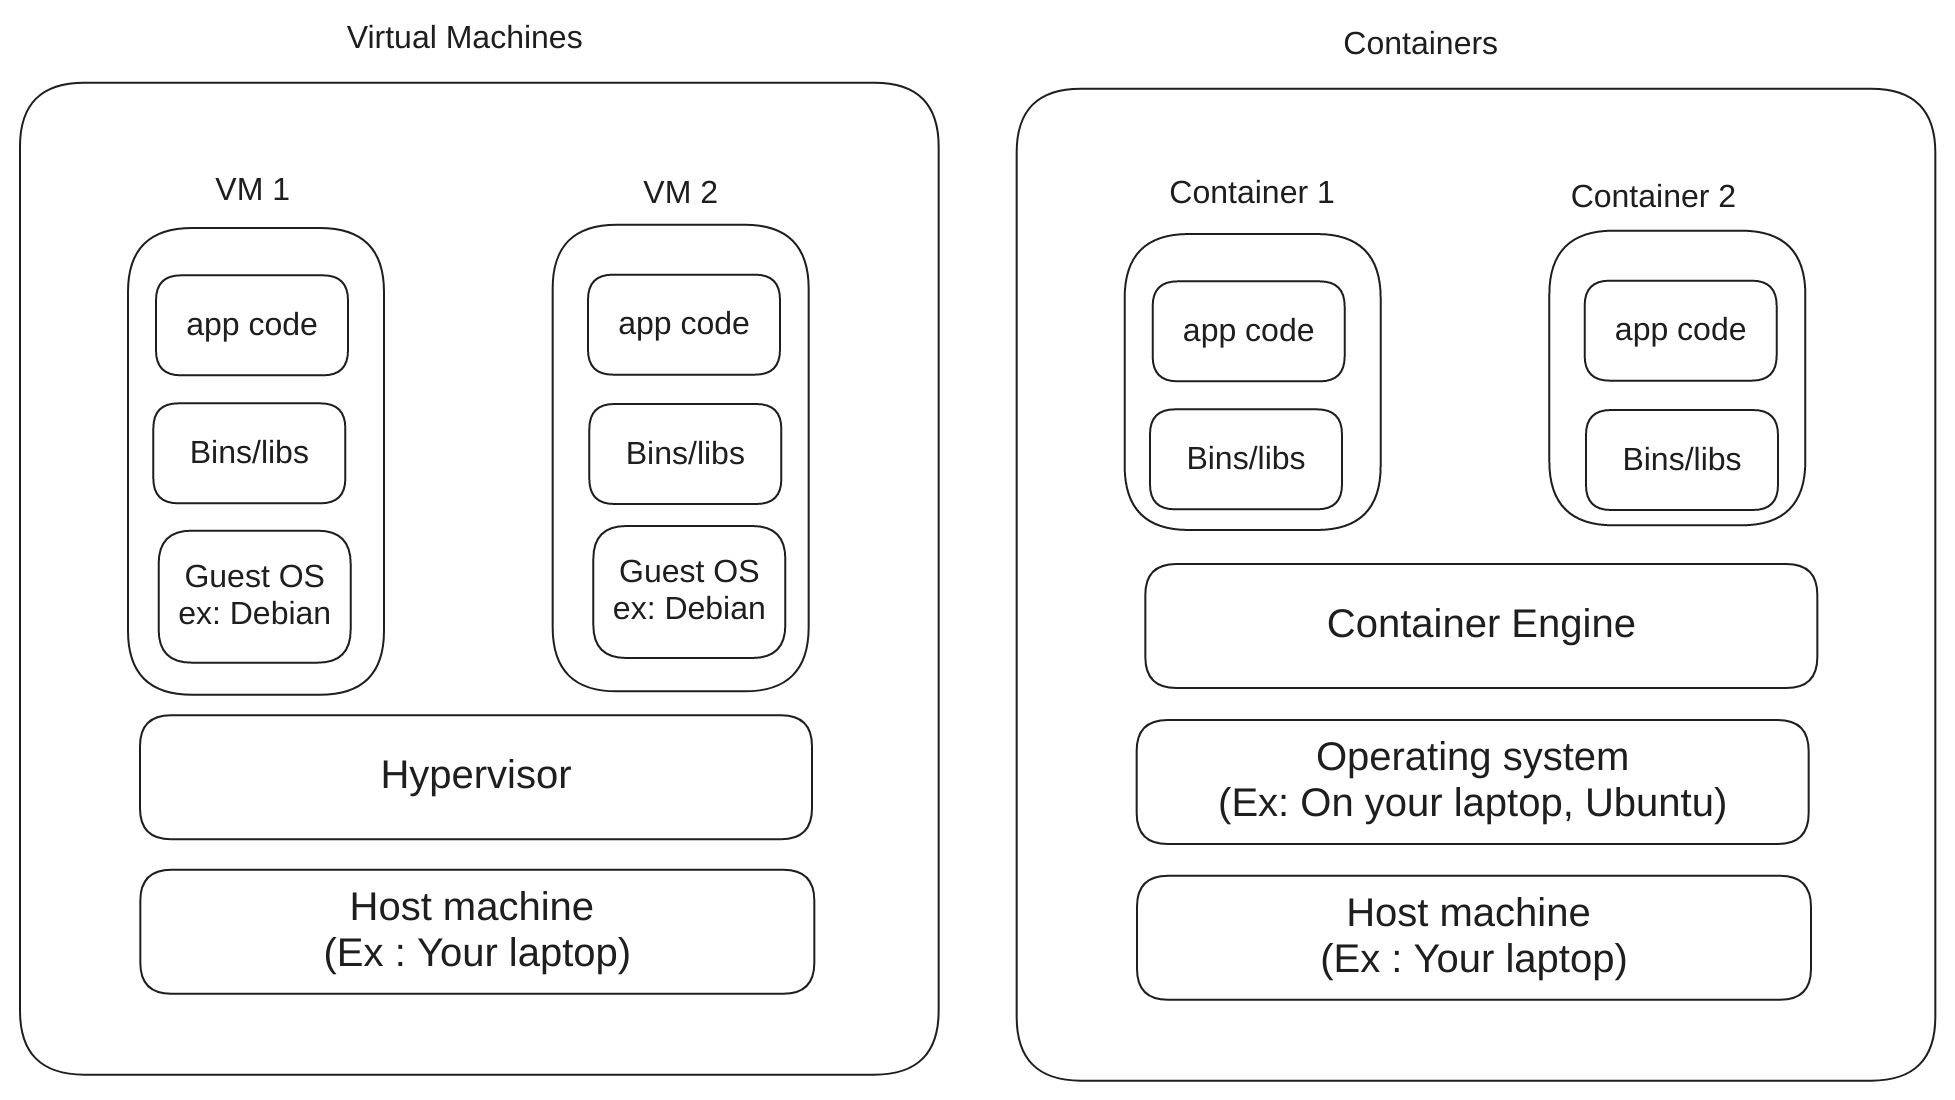 Virtual Machines
VM 1
VM 2
app code
app code
Bins/libs
Bins/libs
Guest OS
ex: Debian
Guest OS
ex: Debian
Hypervisor
Host machine
(Ex : Your laptop)
Containers
Container 1
Container 2
app code
app code
Bins/libs
Bins/libs
Container Engine
Operating system
(Ex: On your laptop, Ubuntu)
Host machine
(Ex : Your laptop)